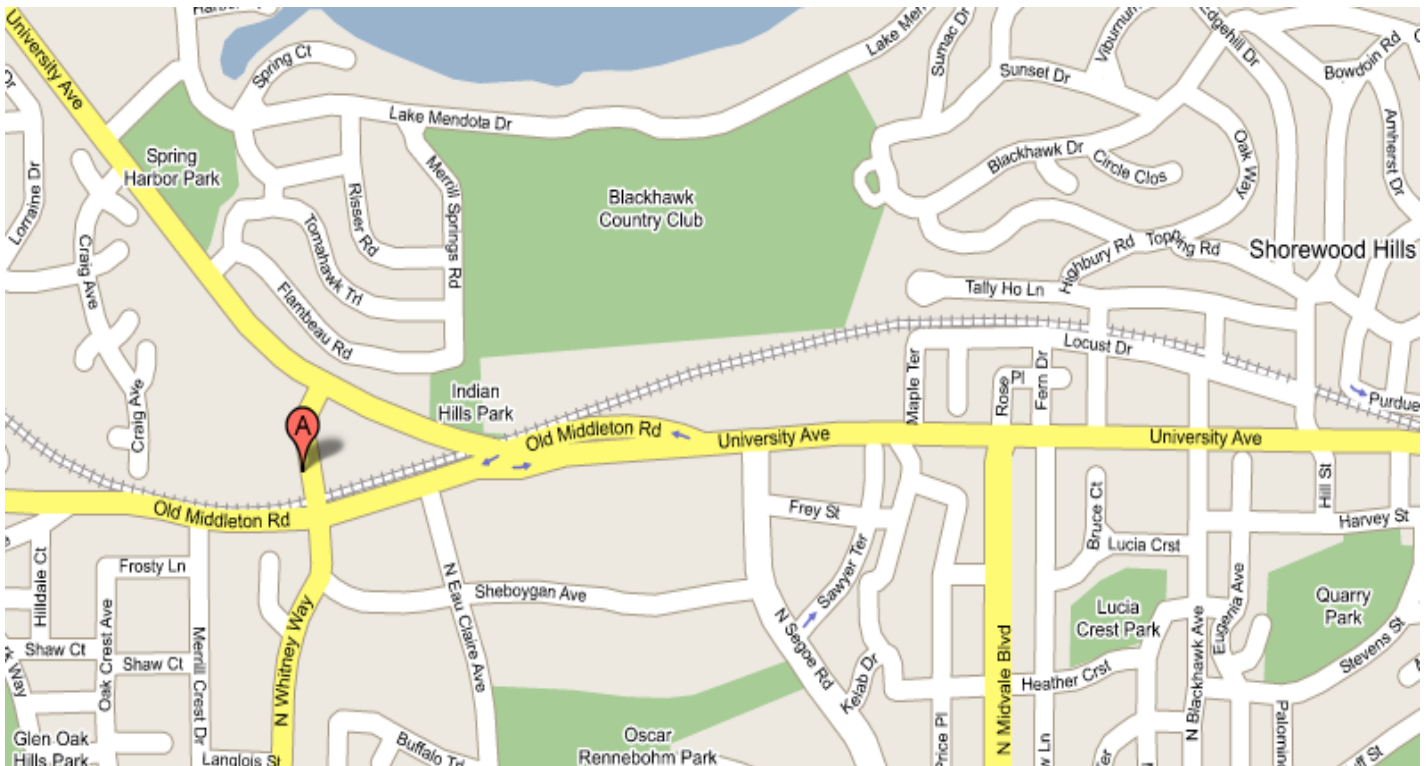 University Ave
Spring Ct
Lake Mendota Dr
Sumac Dr
Sunset Dr
Viburnum
Edgehill Dr
Bowdoin Rd
Amherst Dr
Lorraine Dr
Spring
Harbor Park
Craig Ave
Risser Rd
Merrill Springs Rd
Tomahawk Trl
Flambeau Rd
Blackhawk
Country Club
Blackhawk Dr
Circle Clos
Oak Way
Highbury Rd
Topping Rd
Shorewood Hills
Tally Ho Ln
Locust Dr
Maple Ter
Rose Pl
Fern Dr
Purdue
Craig Ave
A
Indian
Hills Park
Old Middleton Rd
University Ave
University Ave
Old Middleton Rd
Hill St
Frey St
Bruce Ct
Harvey St
Lucia Crst
Hilldale Ct
Frosty Ln
Oak Crest Ave
Merrill Crest Dr
N Whitney Way
N Eau Claire Ave
Sheboygan Ave
Sawyer Ter
N Segoe Rd
Kelab Dr
Price Pl
N Midvale Blvd
Lucia
Crest Park
Heather Crst
N Blackhawk Ave
Eugenia Ave
Quarry
Park
Stevens St
Shaw Ct
Shaw Ct
Glen Oak
Hills Park
Langlois St
Buffalo
Oscar
Rennebohm Park